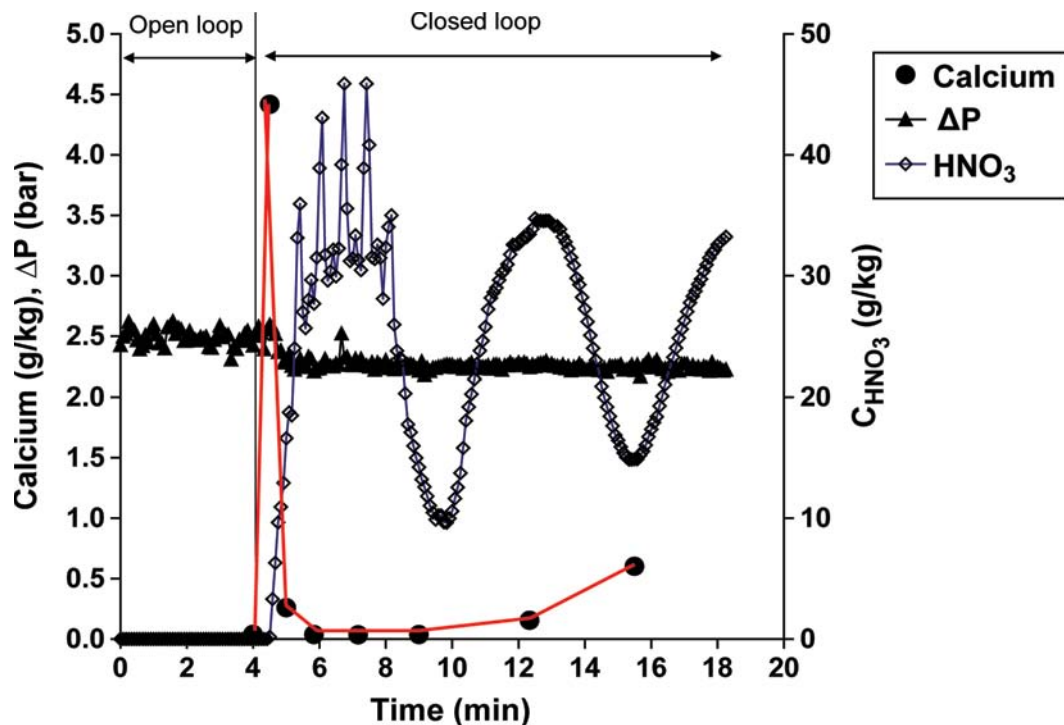 Open loop
Closed loop
5.0
4.5
4.0
3.5
3.0
2.5
2.0
1.5
1.0
0.5
0.0
Calcium (g/kg), ΔP (bar)
50
40
30
20
10
0
C_HNO₃ (g/kg)
0 2 4 6 8 10 12 14 16 18 20
Time (min)
Calcium
ΔP
HNO₃